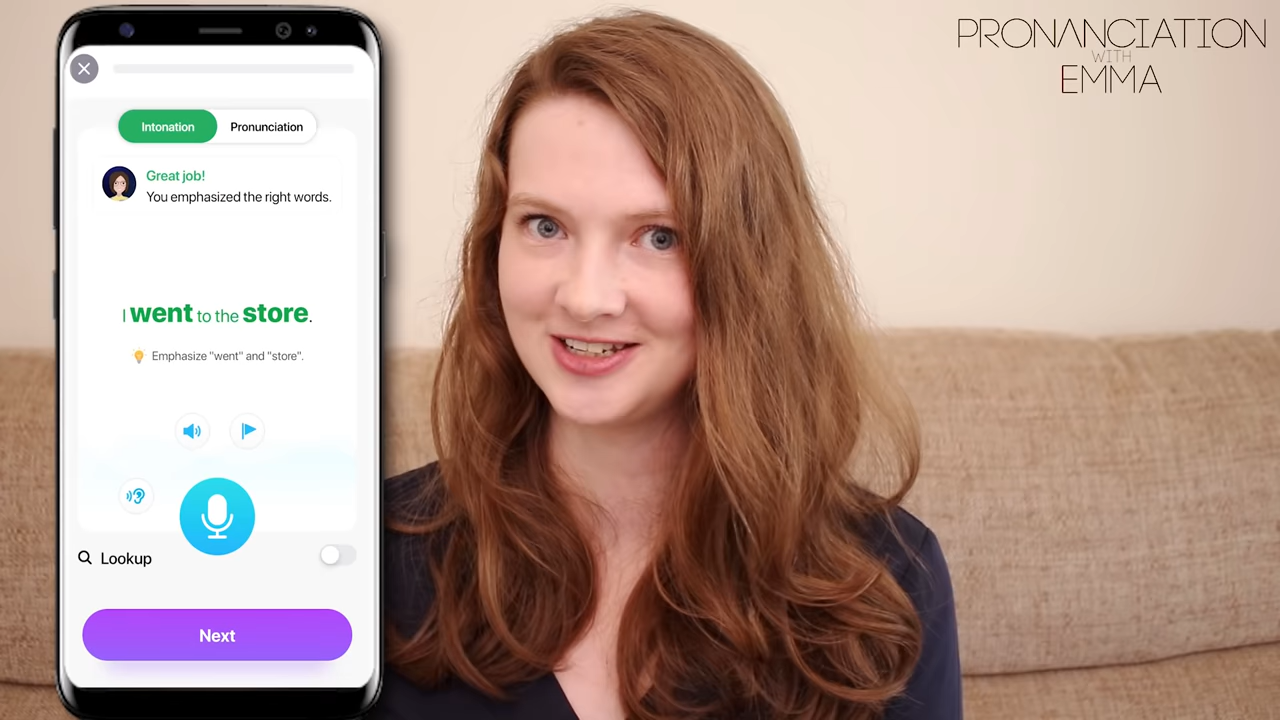 Intonation
Pronunciation
Great job!
You emphasized the right words.
I went to the store.
Emphasize "went" and "store".
Lookup
Next
PRONANCIATION
WITH
EMMA